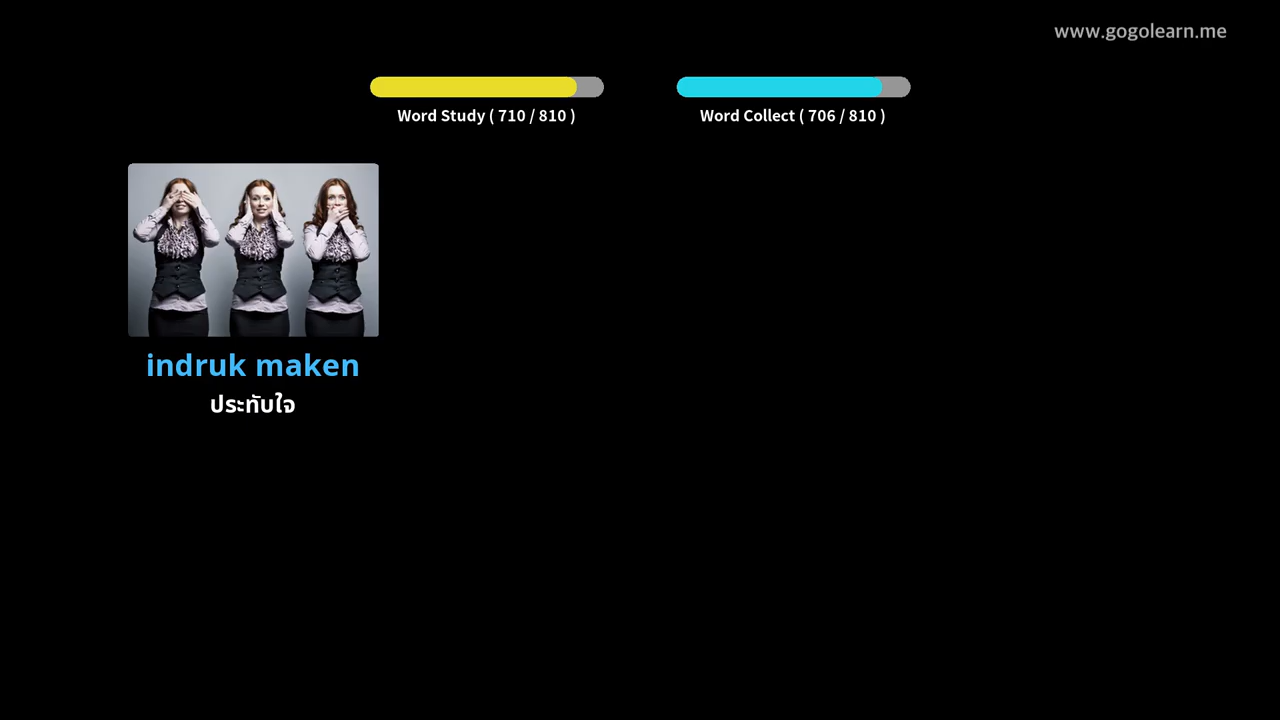 www.gogolearn.me
Word Study ( 710 / 810 )
Word Collect ( 706 / 810 )
indruk maken
ประทับใจ